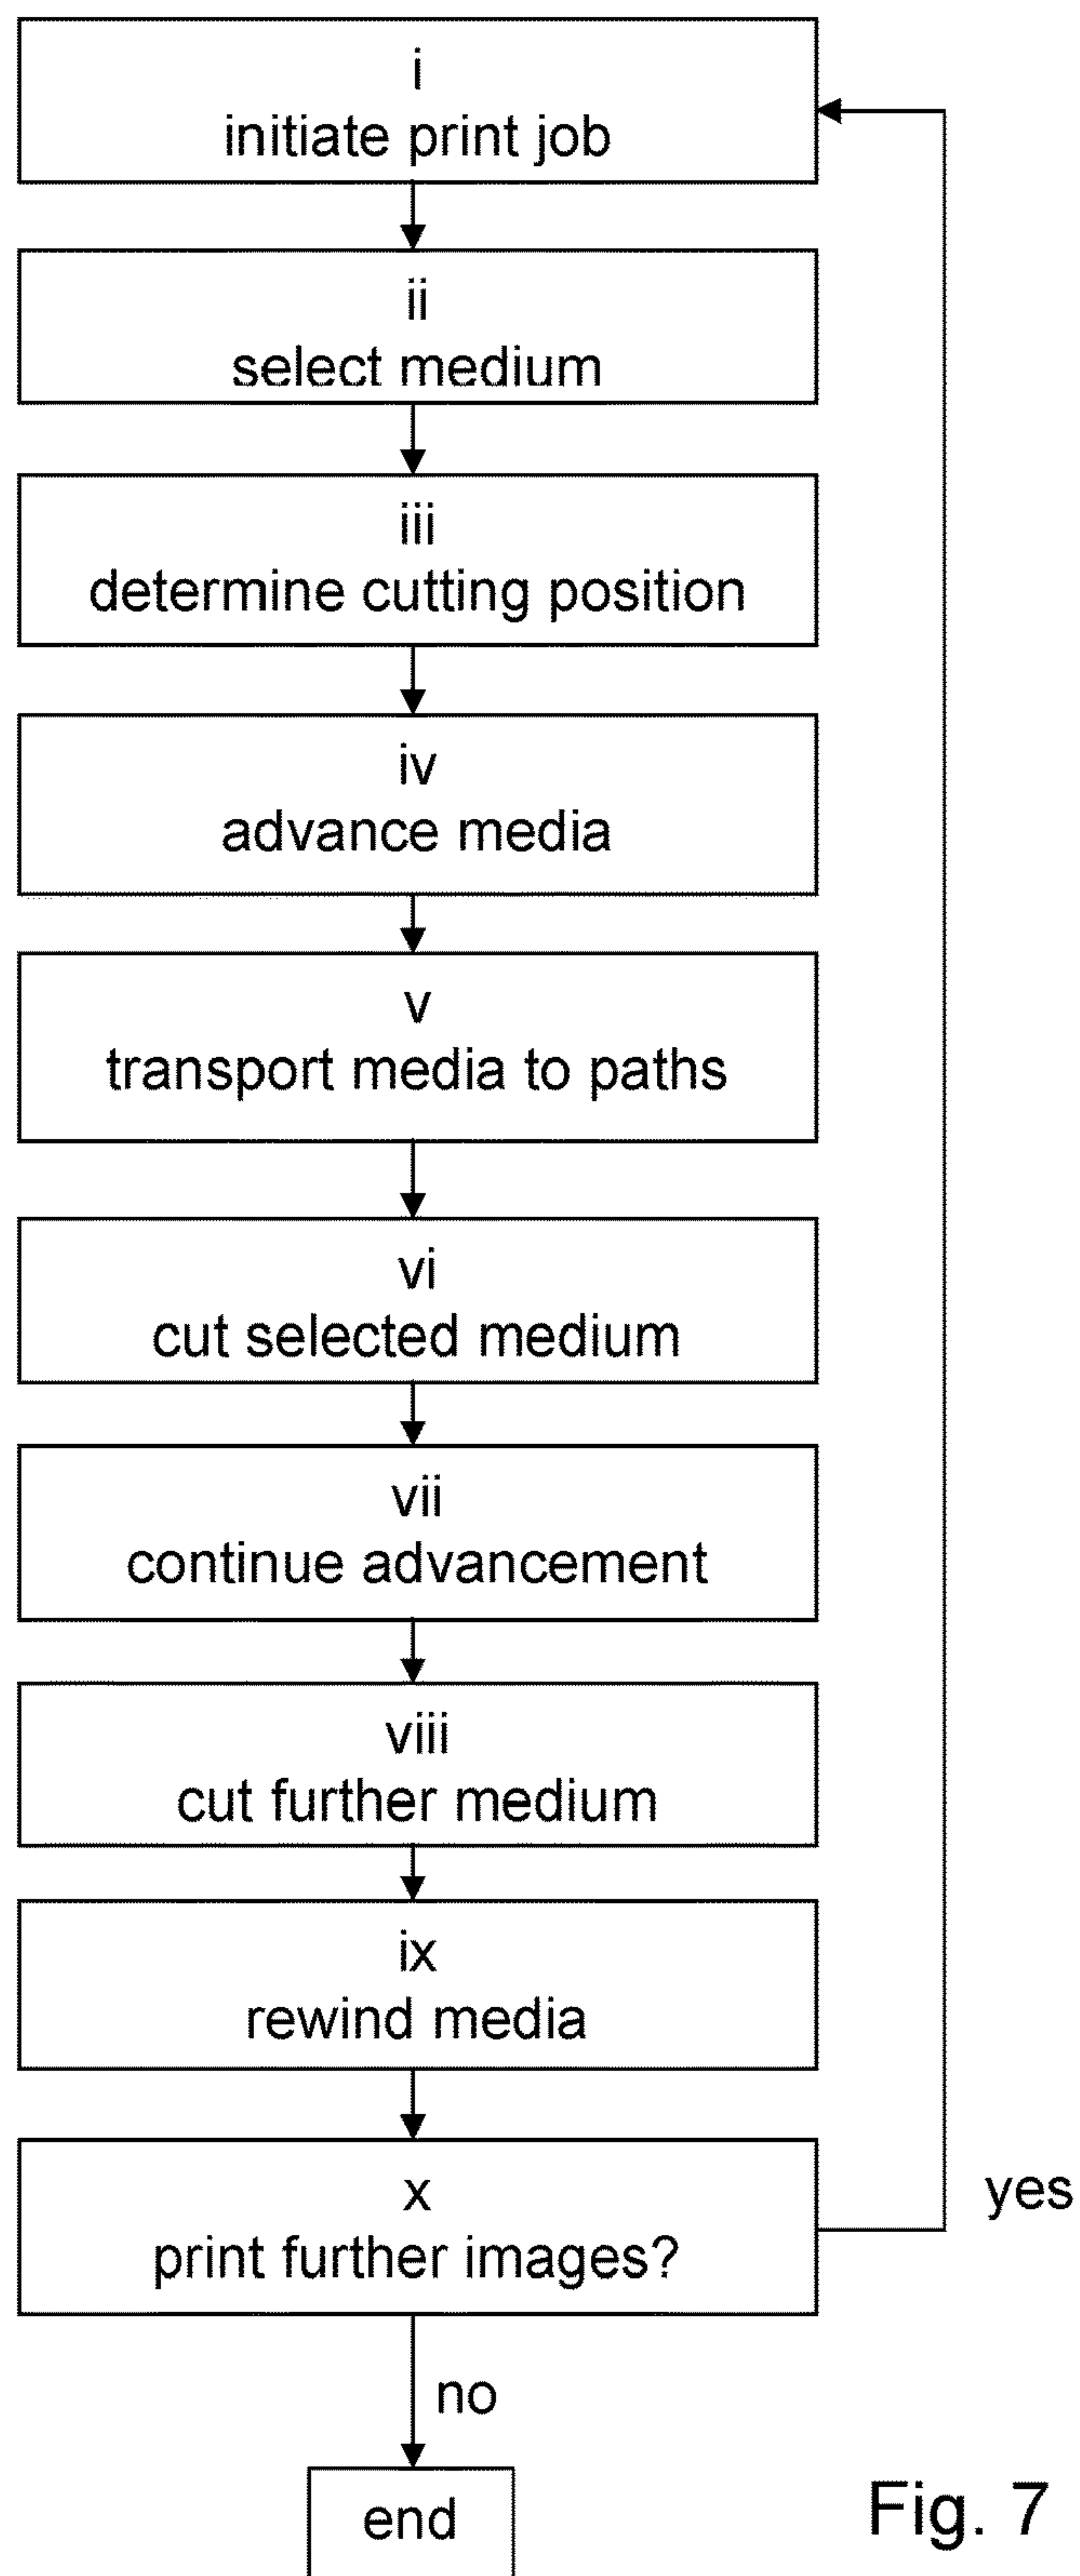 i
initiate print job
ii
select medium
iii
determine cutting position
iv
advance media
v
transport media to paths
vi
cut selected medium
vii
continue advancement
viii
cut further medium
ix
rewind media
x
print further images?
yes
no
end
Fig. 7